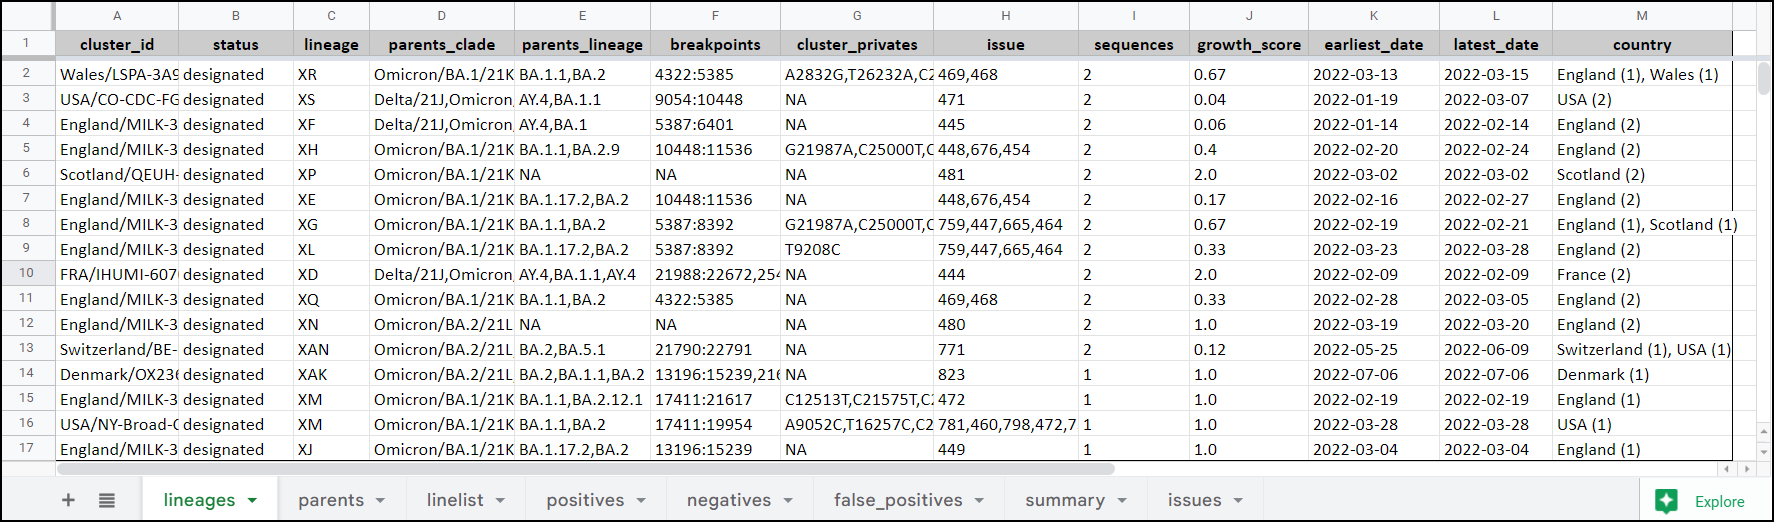 A B C D E F G H I J K L M
1 cluster_id status lineage parents_clade parents_lineage breakpoints cluster_privates issue sequences growth_score earliest_date latest_date country
2 Wales/LSPA-3A9 designated XR Omicron/BA.1/21K BA.1.1,BA.2 4322:5385 A2832G,T26232A,C2 469,468 2 0.67 2022-03-13 2022-03-15 England (1), Wales (1)
3 USA/CO-CDC-FG designated XS Delta/21J,Omicron, AY.4,BA.1.1 9054:10448 NA 471 2 0.04 2022-01-19 2022-03-07 USA (2)
4 England/MILK-3 designated XF Delta/21J,Omicron, AY.4,BA.1 5387:6401 NA 445 2 0.06 2022-01-14 2022-02-14 England (2)
5 England/MILK-3 designated XH Omicron/BA.1/21K BA.1.1,BA.2.9 10448:11536 G21987A,C25000T,C 448,676,454 2 0.4 2022-02-20 2022-02-24 England (2)
6 Scotland/QEUH- designated XP Omicron/BA.1/21K NA NA NA 481 2 2.0 2022-03-02 2022-03-02 Scotland (2)
7 England/MILK-3 designated XE Omicron/BA.1/21K BA.1.17.2,BA.2 10448:11536 NA 448,676,454 2 0.17 2022-02-16 2022-02-27 England (2)
8 England/MILK-3 designated XG Omicron/BA.1/21K BA.1.1,BA.2 5387:8392 G21987A,C25000T,C 759,447,665,464 2 0.67 2022-02-19 2022-02-21 England (1), Scotland (1)
9 England/MILK-3 designated XL Omicron/BA.1/21K BA.1.17.2,BA.2 5387:8392 T9208C 759,447,665,464 2 0.33 2022-03-23 2022-03-28 England (2)
10 FRA/IHUMI-607 designated XD Delta/21J,Omicron, AY.4,BA.1.1,AY.4 21988:22672,254 NA 444 2 2.0 2022-02-09 2022-02-09 France (2)
11 England/MILK-3 designated XQ Omicron/BA.1/21K BA.1.1,BA.2 4322:5385 NA 469,468 2 0.33 2022-02-28 2022-03-05 England (2)
12 England/MILK-3 designated XN Omicron/BA.2/21L NA NA NA 480 2 1.0 2022-03-19 2022-03-20 England (2)
13 Switzerland/BE- designated XAN Omicron/BA.2/21L, BA.2,BA.5.1 21790:22791 NA 771 2 0.12 2022-05-25 2022-06-09 Switzerland (1), USA (1)
14 Denmark/OX236 designated XAK Omicron/BA.2/21L, BA.2,BA.1.1,BA.2 13196:15239,216 NA 823 1 1.0 2022-07-06 2022-07-06 Denmark (1)
15 England/MILK-3 designated XM Omicron/BA.1/21K BA.1.1,BA.2.12.1 17411:21617 C12513T,C21575T,C2 472 1 1.0 2022-02-19 2022-02-19 England (1)
16 USA/NY-Broad-C designated XM Omicron/BA.1/21K BA.1.1,BA.2 17411:19954 A9052C,T16257C,C2 781,460,798,472,7 1 1.0 2022-03-28 2022-03-28 USA (1)
17 England/MILK-3 designated XJ Omicron/BA.1/21K BA.1.17.2,BA.2 13196:15239 NA 449 1 1.0 2022-03-04 2022-03-04 England (1)
lineages parents linelist positives negatives false_positives summary issues Explore